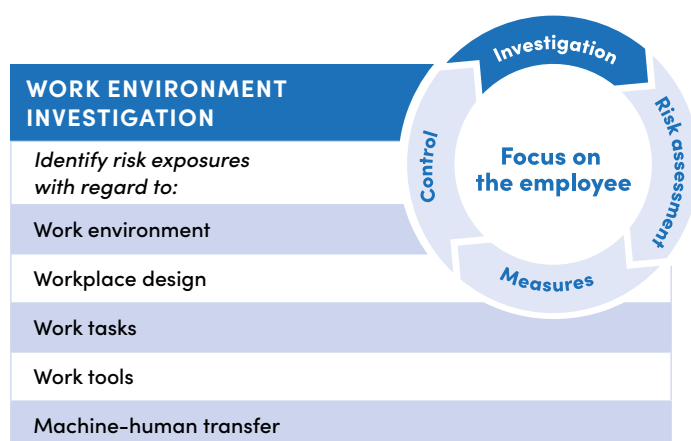 WORK ENVIRONMENT
INVESTIGATION
Identify risk exposures
with regard to:
Work environment
Workplace design
Work tasks
Work tools
Machine-human transfer
Investigation
Risk assessment
Measures
Control
Focus on
the employee